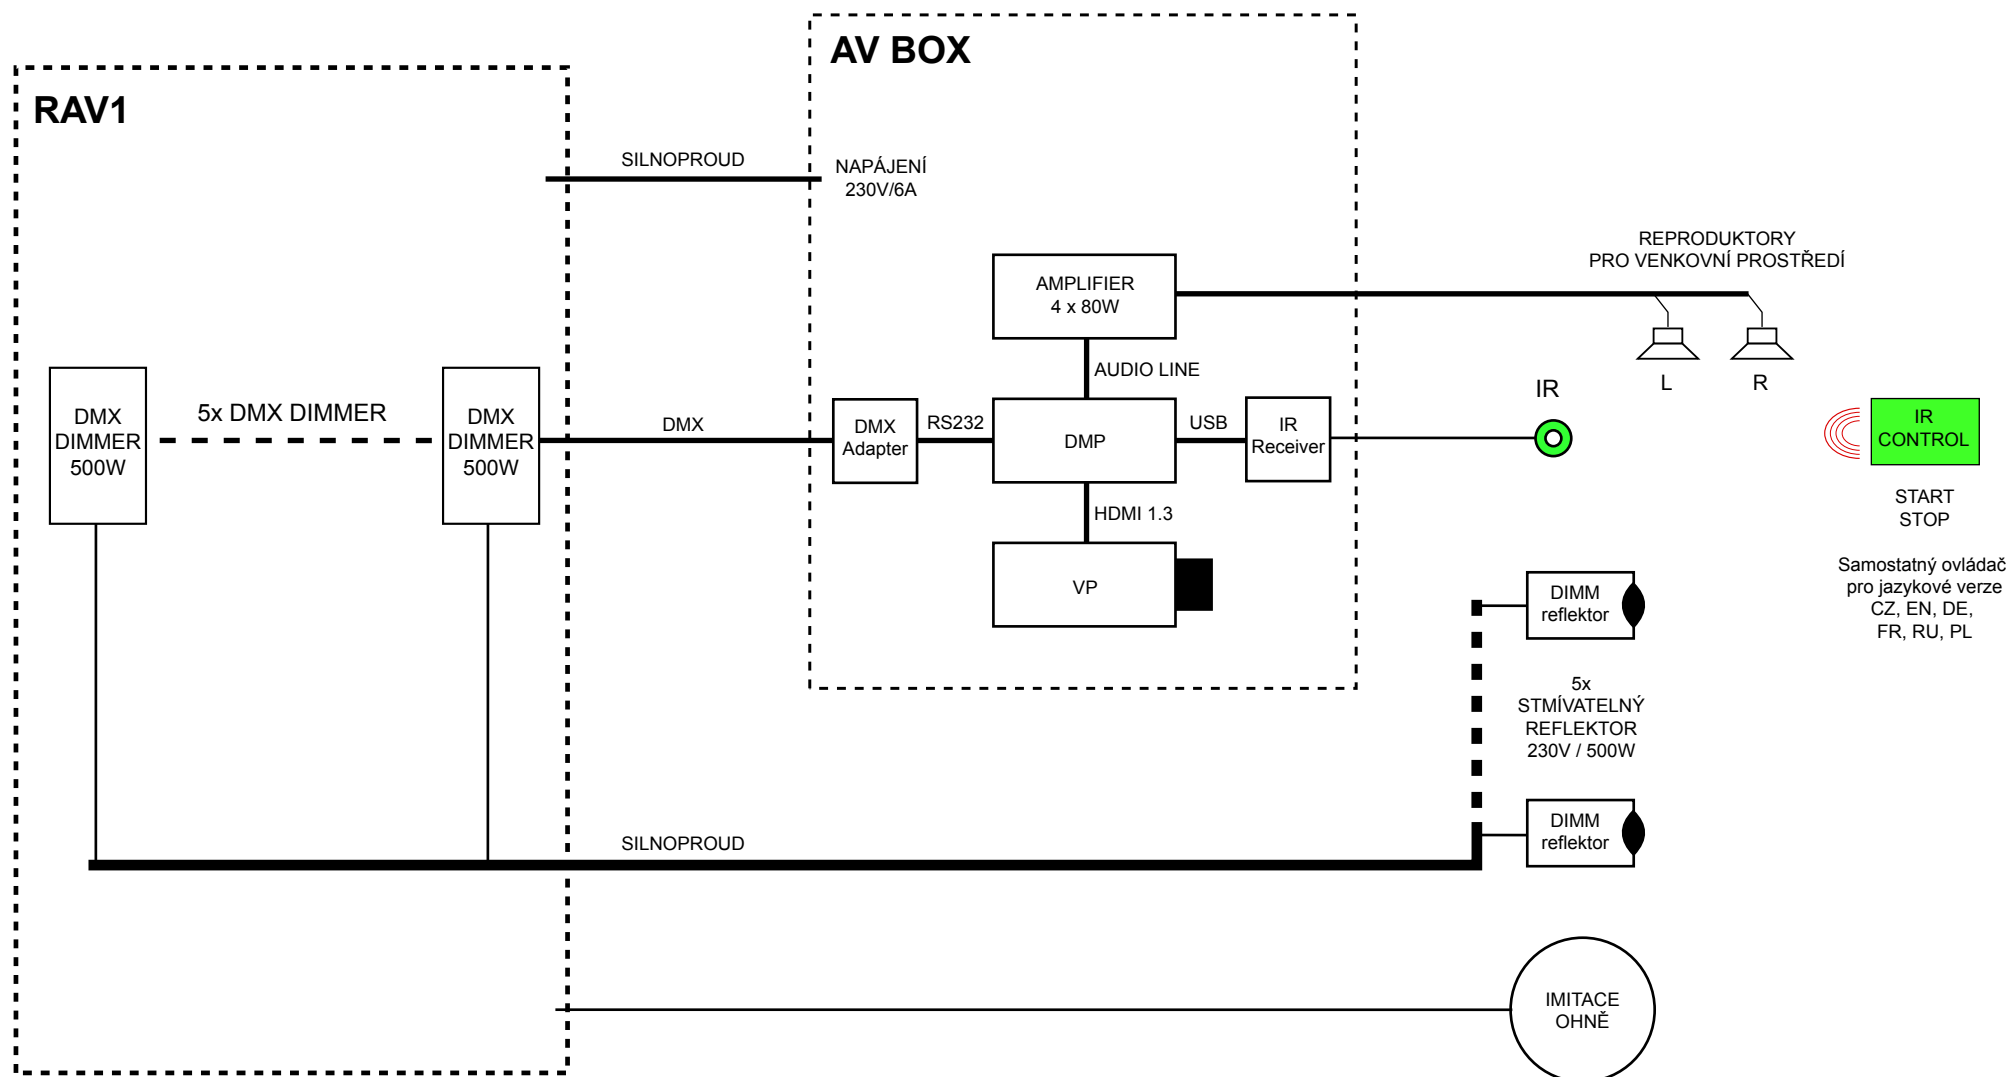 AV BOX
RAV1
SILNOPROUD
NAPÁJENÍ
230V/6A
REPRODUKTORY
PRO VENKOVNÍ PROSTŘEDÍ
AMPLIFIER
4 x 80W
AUDIO LINE
L
R
IR
DMX
DIMMER
500W
5x DMX DIMMER
DMX
DIMMER
500W
DMX
DMX
Adapter
RS232
DMP
USB
IR
Receiver
IR
CONTROL
START
STOP
HDMI 1.3
VP
Samostatný ovládač
pro jazykové verze
CZ, EN, DE,
FR, RU, PL
DIMM
reflektor
5x
STMÍVATELNÝ
REFLEKTOR
230V / 500W
DIMM
reflektor
SILNOPROUD
IMITACE
OHNĚ